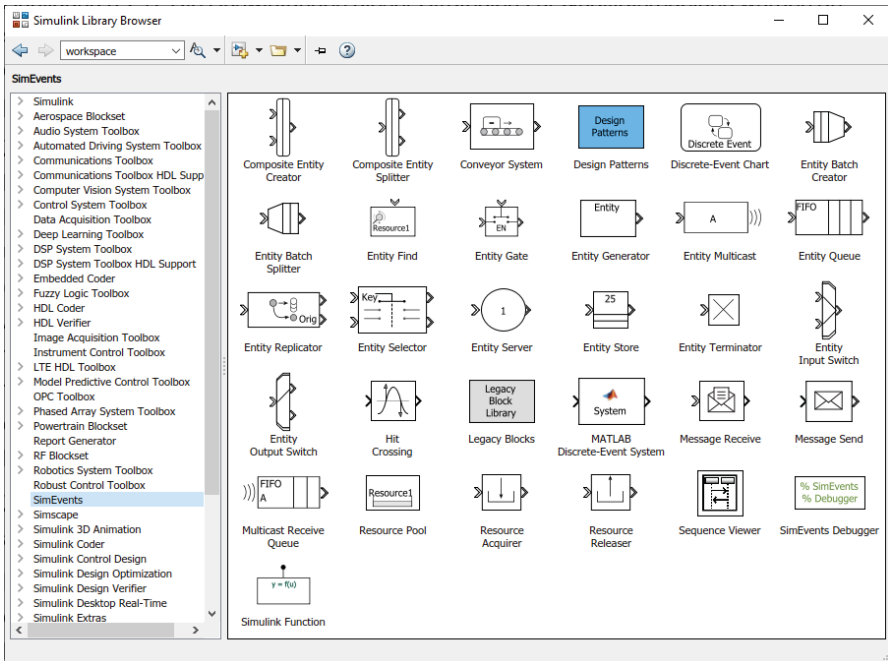 Simulink Library Browser
workspace
SimEvents
Simulink
Aerospace Blockset
Audio System Toolbox
Automated Driving System Toolbox
Communications Toolbox
Communications Toolbox HDL Supp
Computer Vision System Toolbox
Control System Toolbox
Data Acquisition Toolbox
Deep Learning Toolbox
DSP System Toolbox
DSP System Toolbox HDL Support
Embedded Coder
Fuzzy Logic Toolbox
HDL Coder
HDL Verifier
Image Acquisition Toolbox
Instrument Control Toolbox
LTE HDL Toolbox
Model Predictive Control Toolbox
OPC Toolbox
Phased Array System Toolbox
Powertrain Blockset
Report Generator
RF Blockset
Robotics System Toolbox
Robust Control Toolbox
SimEvents
Simscape
Simulink 3D Animation
Simulink Coder
Simulink Control Design
Simulink Design Optimization
Simulink Design Verifier
Simulink Desktop Real-Time
Simulink Extras
Composite Entity
Creator
Composite Entity
Splitter
Conveyor System
Design
Patterns
Design Patterns
Discrete Event
Discrete-Event Chart
Entity Batch
Creator
Entity Batch
Splitter
Resource1
Entity Find
EN
Entity Gate
Entity
Entity Generator
A
Entity Multicast
FIFO
Entity Queue
Orig
Entity Replicator
Key
Entity Selector
1
Entity Server
25
Entity Store
Entity Terminator
Entity
Input Switch
Entity
Output Switch
Hit
Crossing
Legacy
Block
Library
Legacy Blocks
System
MATLAB
Discrete-Event System
Message Receive
Message Send
FIFO
A
Multicast Receive
Queue
Resource1
Resource Pool
Resource
Acquirer
Resource
Releaser
Sequence Viewer
% SimEvents
% Debugger
SimEvents Debugger
y = f(u)
Simulink Function